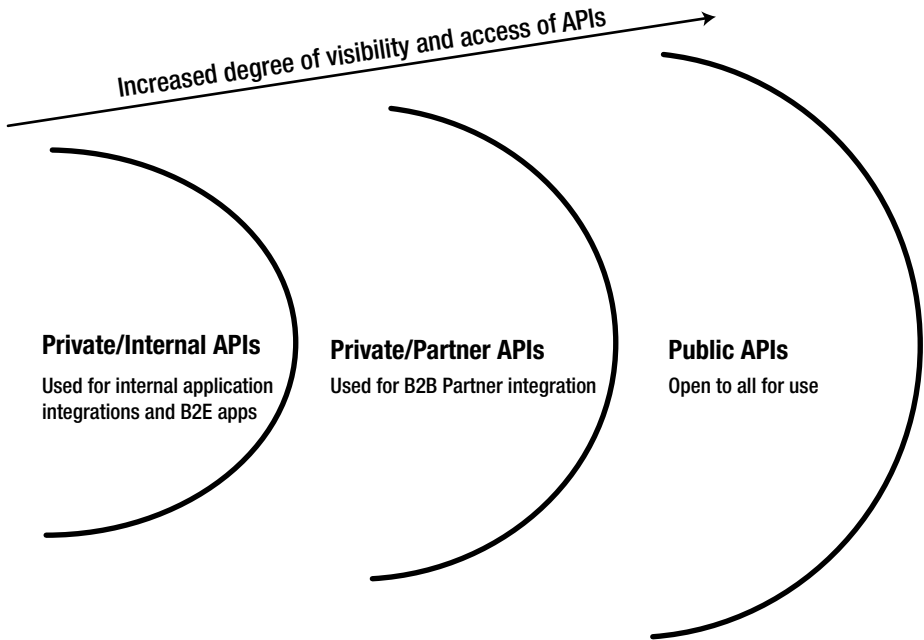 Increased degree of visibility and access of APIs
Private/Internal APIs
Used for internal application
integrations and B2E apps
Private/Partner APIs
Used for B2B Partner integration
Public APIs
Open to all for use